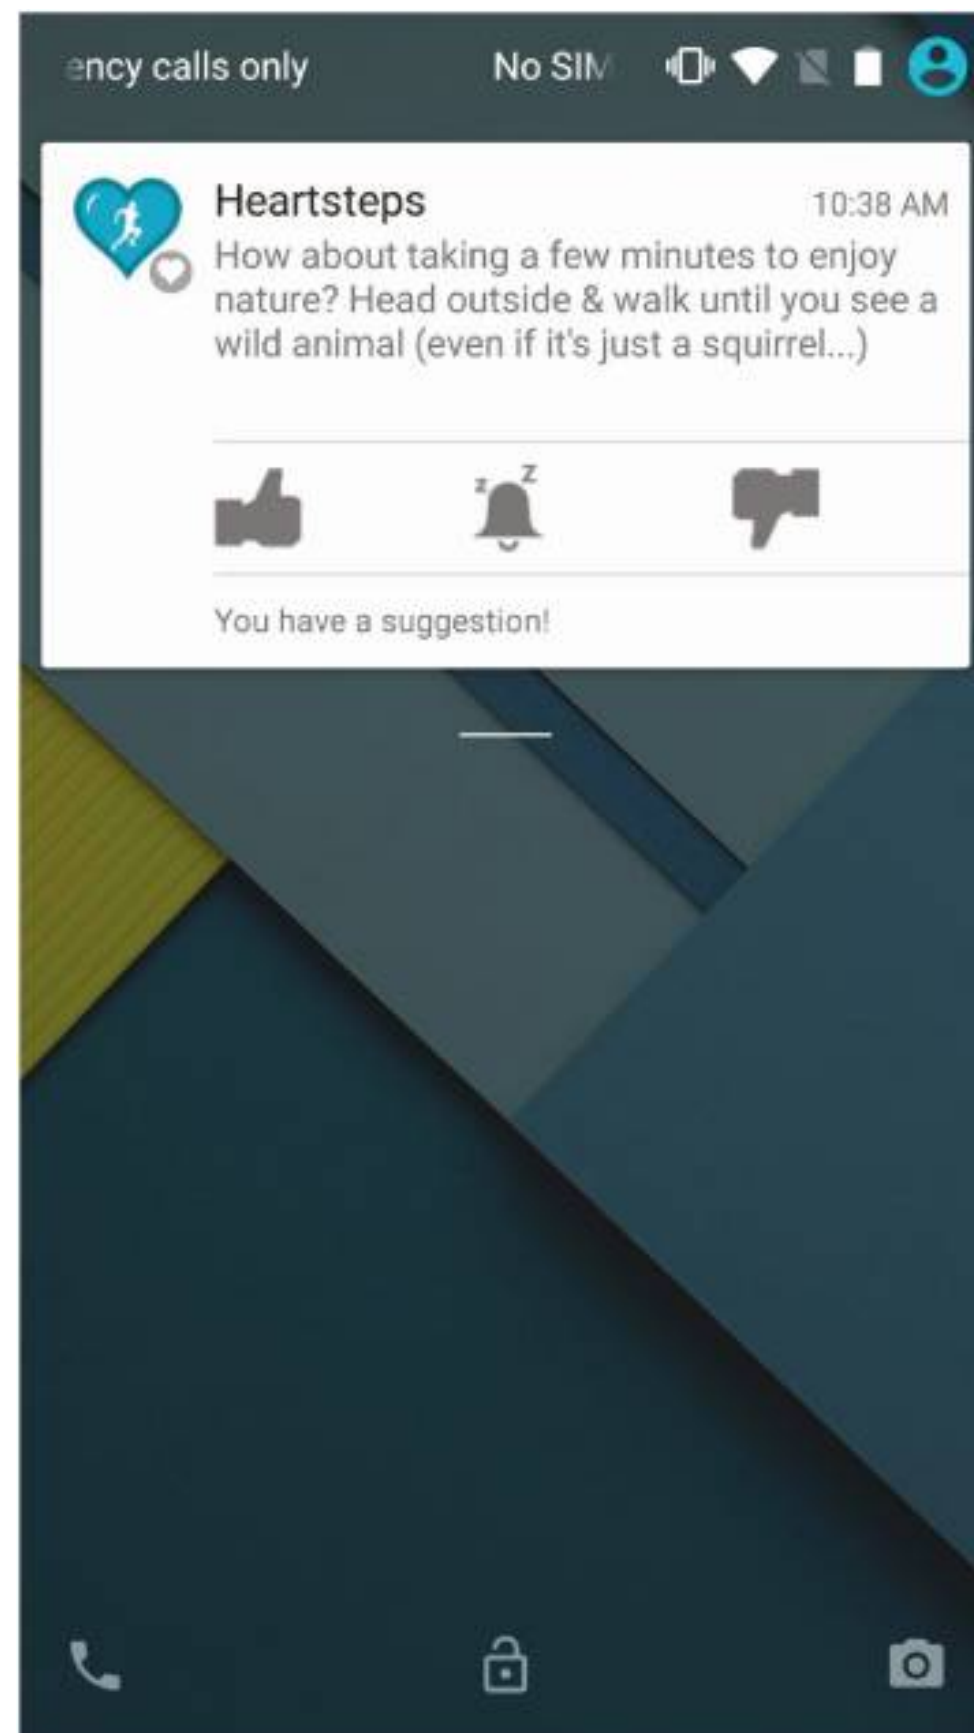 ency calls only No SIM
Heartsteps 10:38 AM
How about taking a few minutes to enjoy
nature? Head outside & walk until you see a
wild animal (even if it's just a squirrel...)
z z
You have a suggestion!